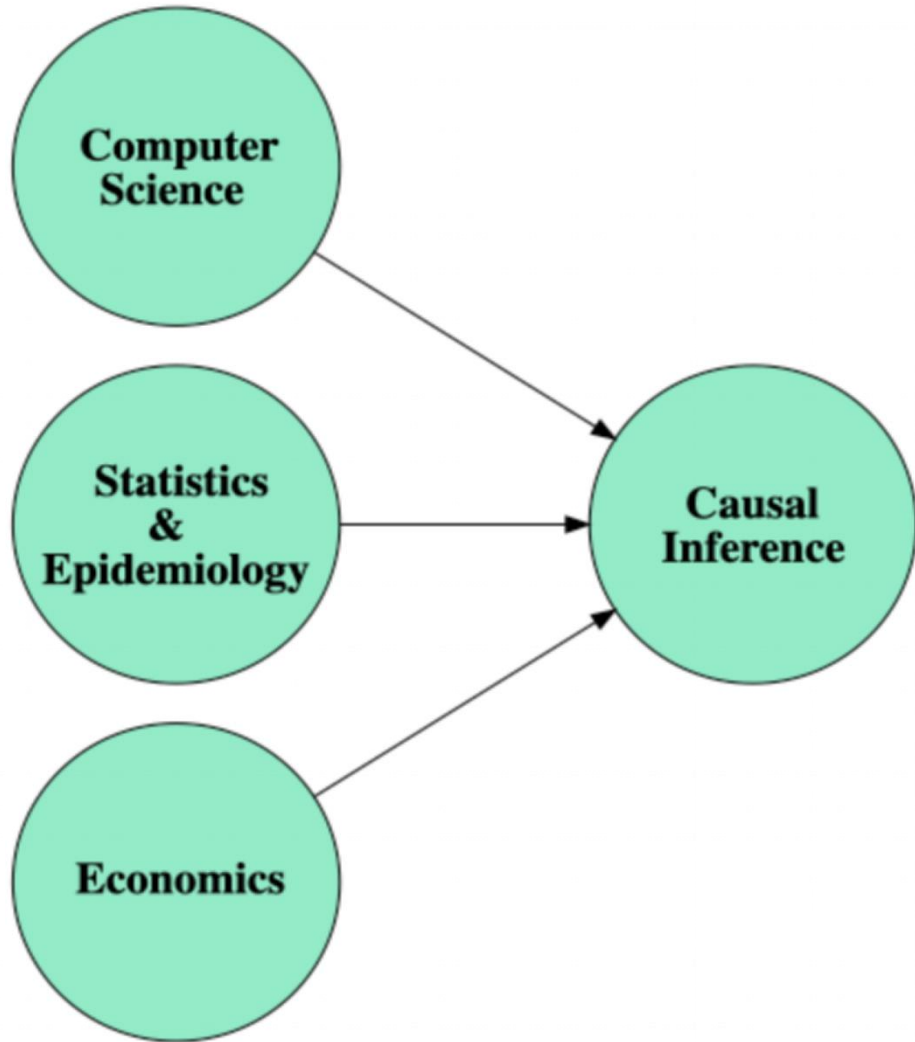 Computer
Science
Statistics
&
Epidemiology
Causal
Inference
Economics